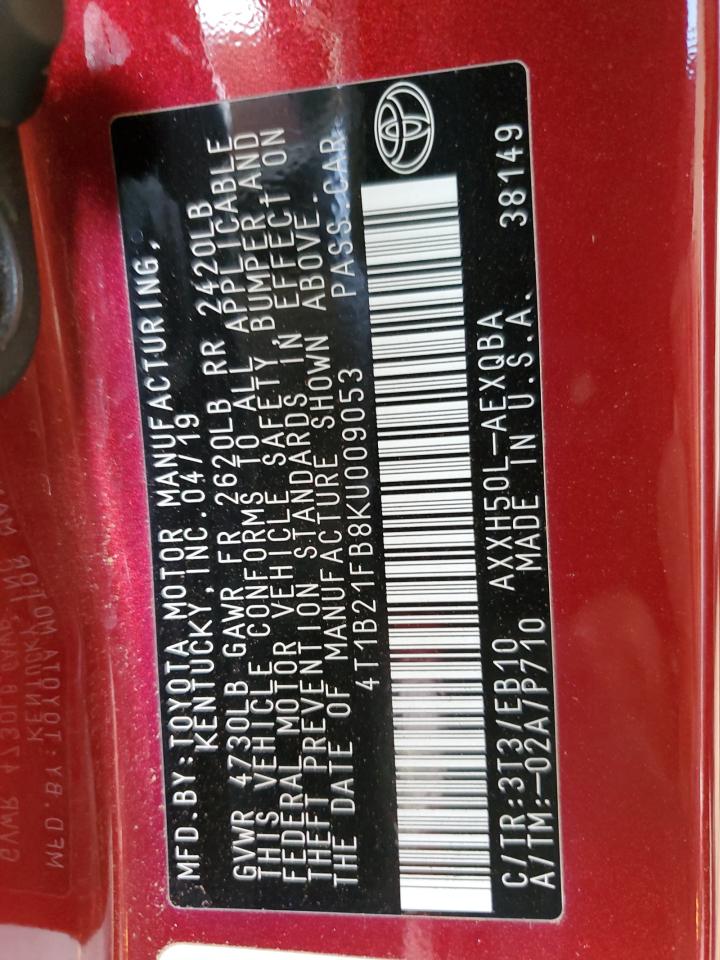 MFD.BY:TOYOTA MOTOR MANUFACTURING,
KENTUCKY,INC.04/19
GVWR 4730LB GAWR FR 2620LB RR 2420LB
THIS VEHICLE CONFORMS TO ALL APPLICABLE
FEDERAL MOTOR VEHICLE SAFETY, BUMPER,AND
THEFT PREVENTION STANDARDS IN EFFECT ON
THE DATE OF MANUFACTURE SHOWN ABOVE.
4T1B21FB8KU009053 PASS.CAR
C/TR:3T3/EB10 AXXH50L-AEXQBA 38149
A/TM:-02A/P710 MADE IN U.S.A.